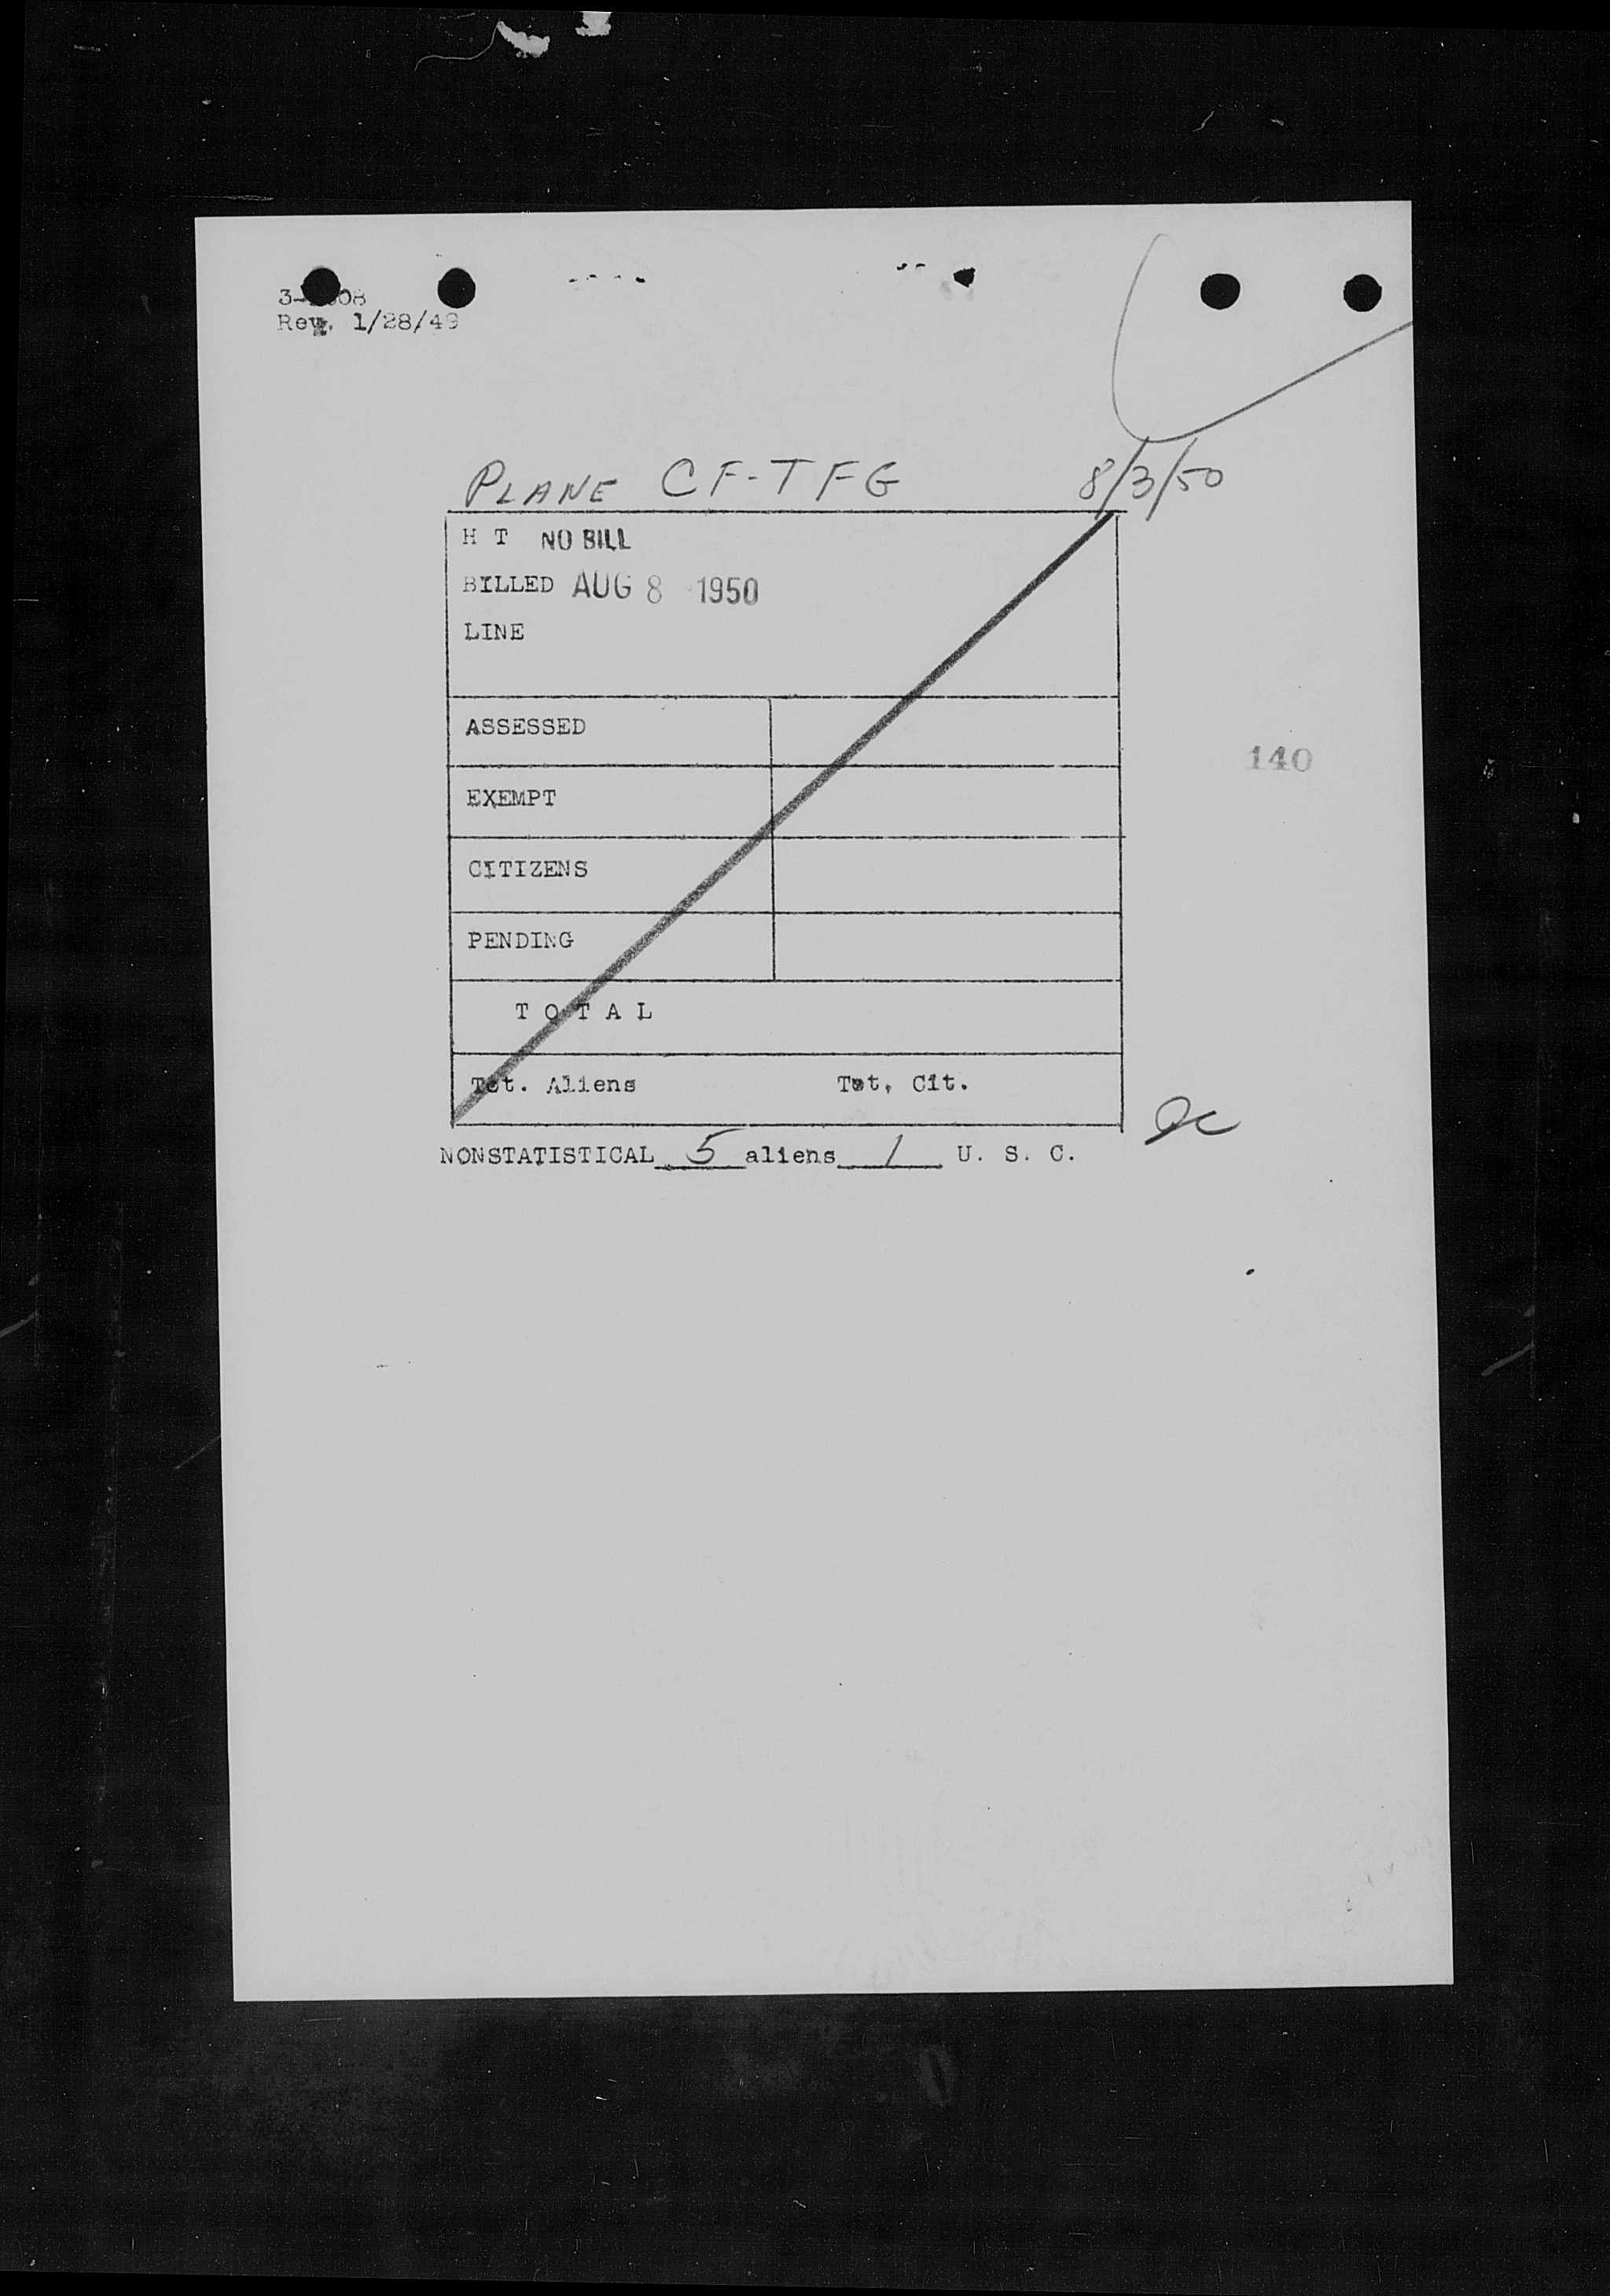 Rev. 1/28/49
PLANE CF-TFG 8/3/50
H T NO BILL
BILLED AUG 8 1950
LINE
ASSESSED
140
EXEMPT
CITIZENS
PENDING
T O T A L
Tot. Aliens Tot. Cit.
NONSTATISTICAL 5 aliens 1 U. S. C.